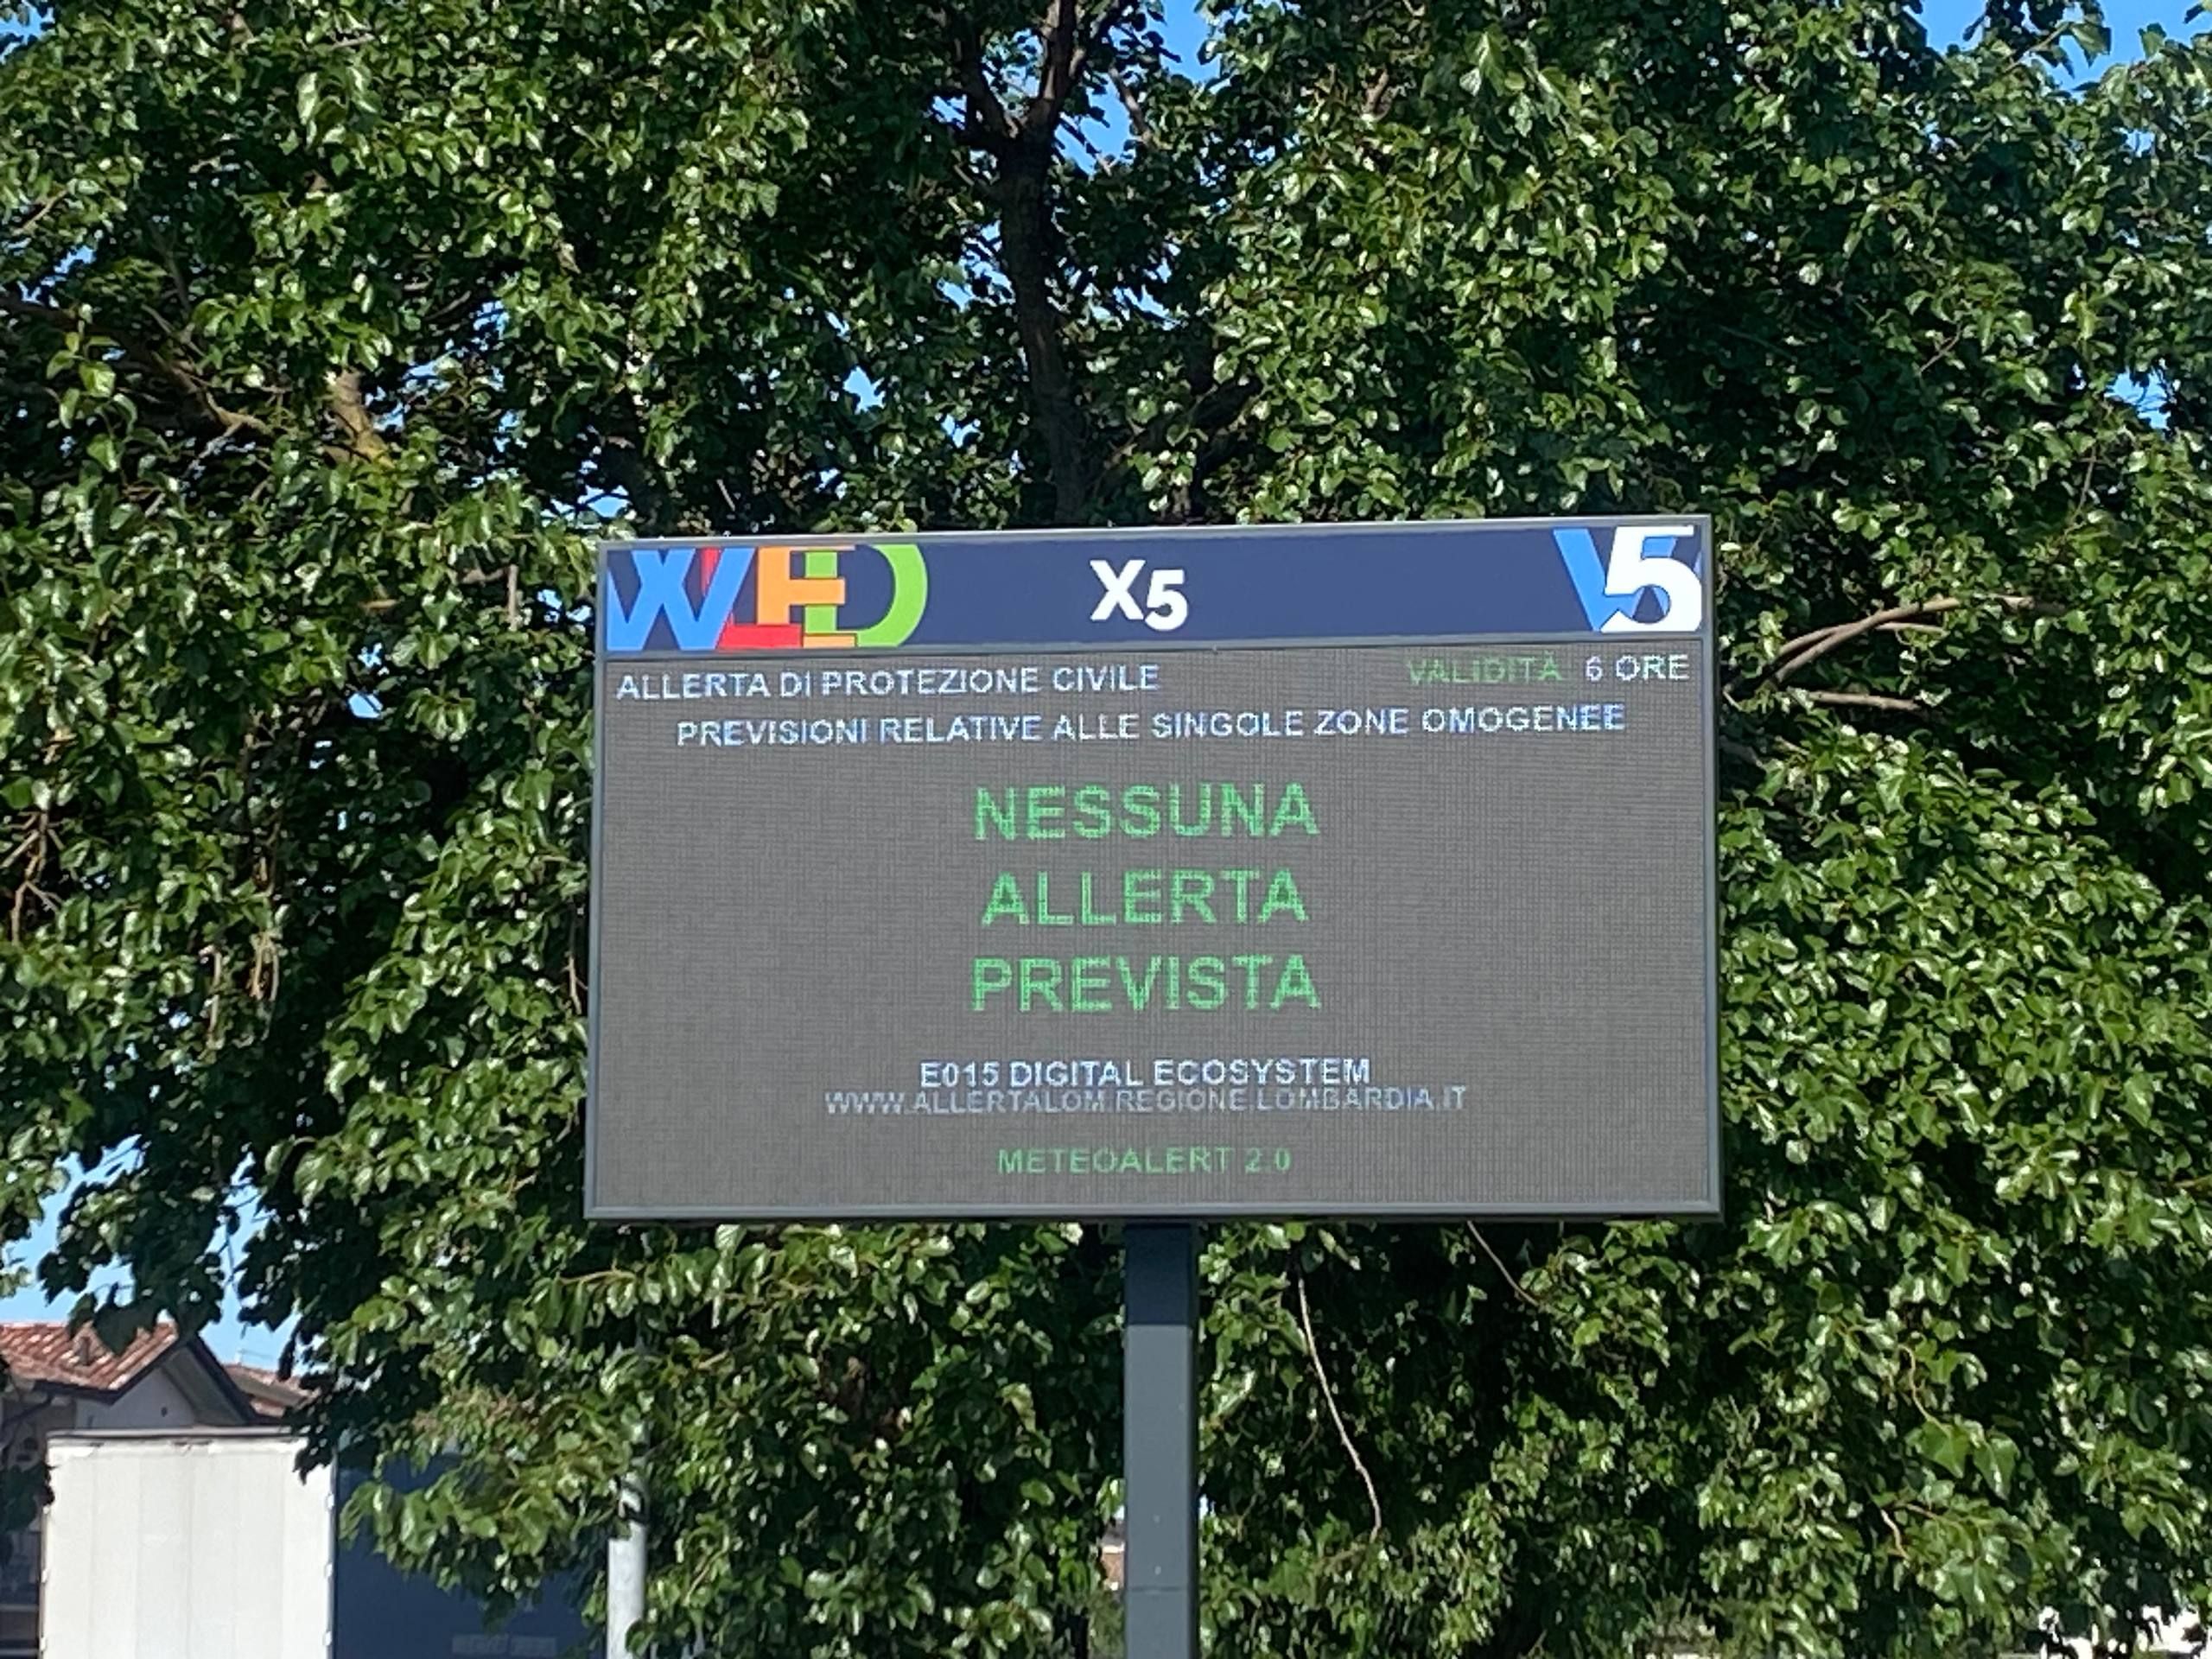 WLED X5 V5
ALLERTA DI PROTEZIONE CIVILE VALIDITÀ 6 ORE
PREVISIONI RELATIVE ALLE SINGOLE ZONE OMOGENEE
NESSUNA
ALLERTA
PREVISTA
E015 DIGITAL ECOSYSTEM
WWW.ALLERTALOM.REGIONE.LOMBARDIA.IT
METEOALERT 2.0